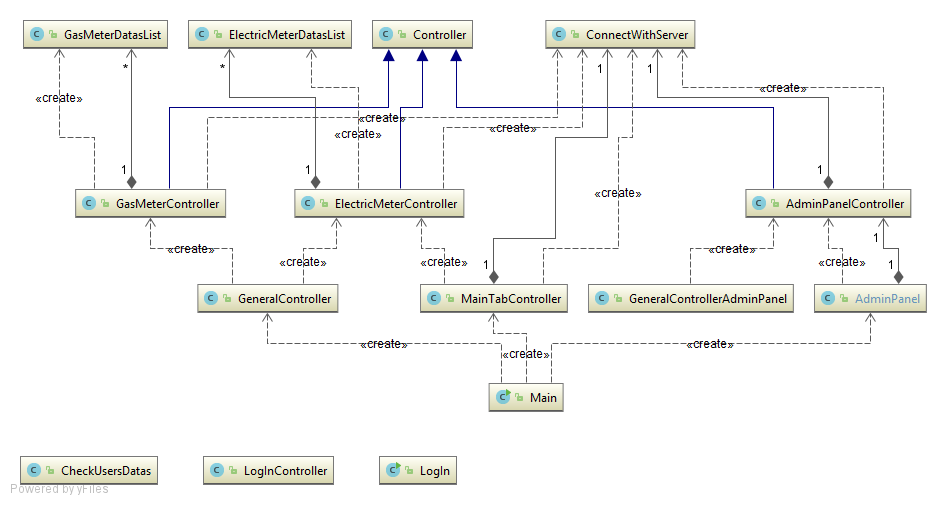 C GasMeterDatasList
C ElectricMeterDatasList
C Controller
C ConnectWithServer
* * 1 1
«create»
«create»
«create»
«create»
«create»
1 1 1
«create»
C GasMeterController
C ElectricMeterController
C AdminPanelController
1
«create»
«create»
«create»
«create»
«create»
1 1
C GeneralController
C MainTabController
C GeneralControllerAdminPanel
C AdminPanel
«create»
«create»
«create»
C Main
C CheckUsersDatas
C LogInController
C LogIn
Powered by yFiles